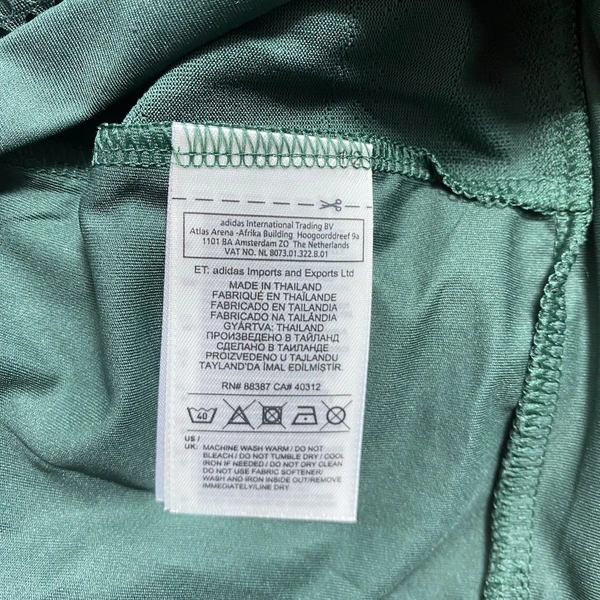 adidas International Trading BV
Atlas Arena -Afrika Building Hoogoorddreef 9a
1101 BA Amsterdam ZO The Netherlands
VAT NO. NL 8073.01.322.B.01
ET: adidas Imports and Exports Ltd
MADE IN THAILAND
FABRIQUÉ EN THAÏLANDE
FABRICADO EN TAILANDIA
FABRICADO NA TAILÂNDIA
GYÁRTVA: THAILAND
ПРОИЗВЕДЕНО В ТАЙЛАНД
СДЕЛАНО В ТАИЛАНДЕ
PROIZVEDENO U TAJLANDU
TAYLAND'DA İMAL EDİLMİŞTİR.
RN# 88387 CA# 40312
40
US /
UK: MACHINE WASH WARM / DO NOT
BLEACH / DO NOT TUMBLE DRY / COOL
IRON IF NEEDED / DO NOT DRY CLEAN
DO NOT USE FABRIC SOFTENER/
WASH AND IRON INSIDE OUT/REMOVE
IMMEDIATELY/LINE DRY